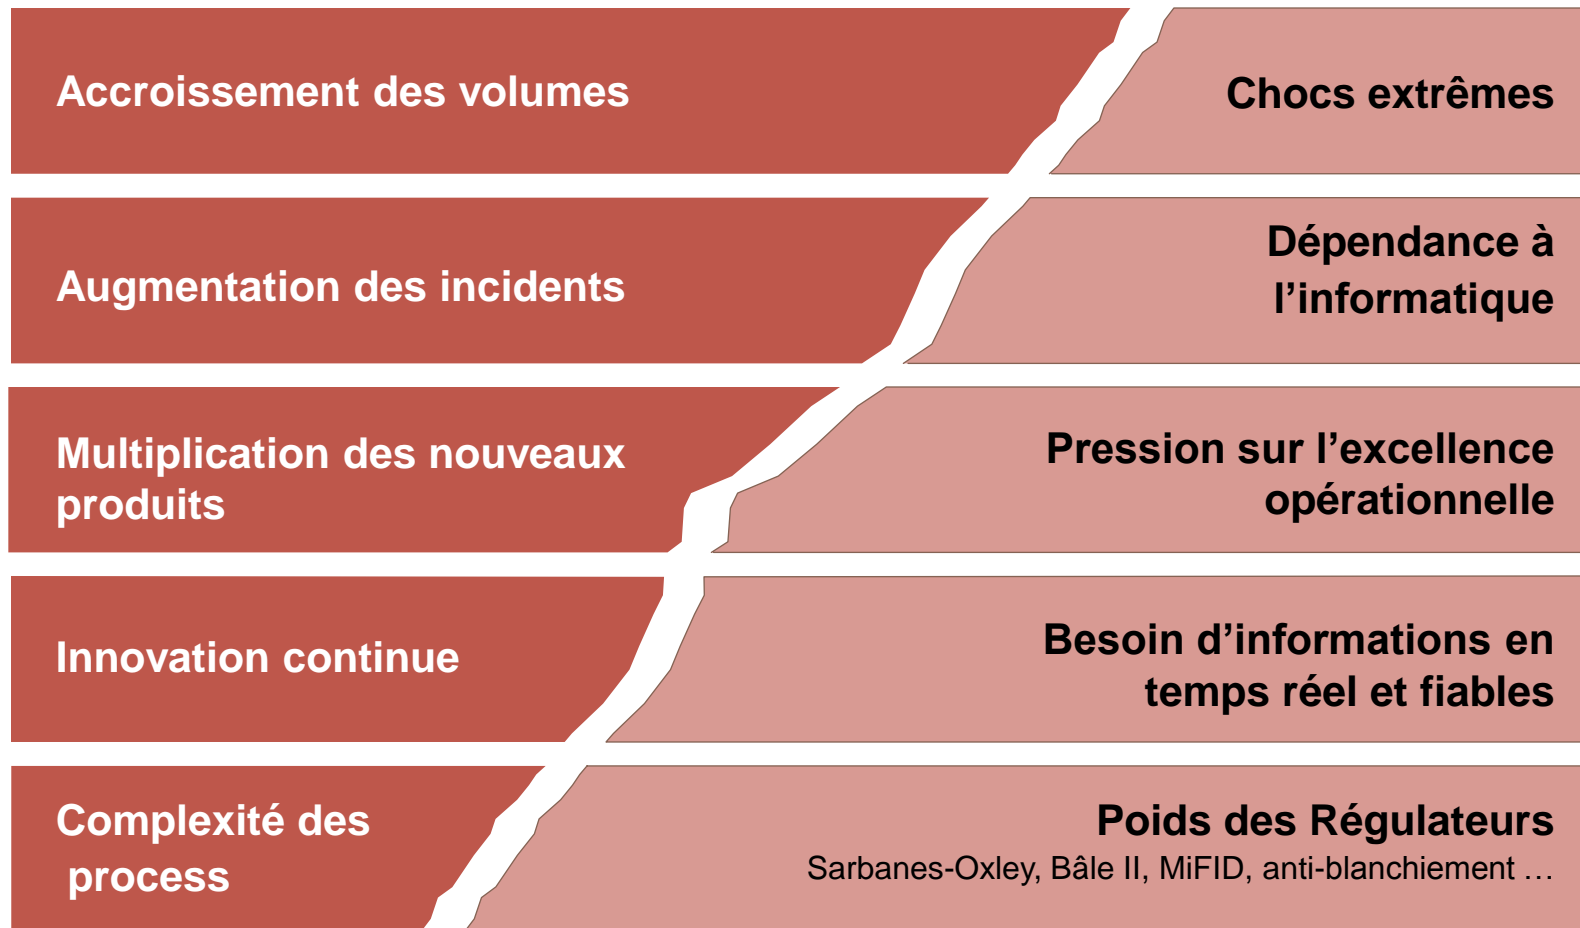 Accroissement des volumes
Chocs extrêmes
Augmentation des incidents
Dépendance à
l’informatique
Multiplication des nouveaux
produits
Pression sur l’excellence
opérationnelle
Innovation continue
Besoin d’informations en
temps réel et fiables
Complexité des
process
Poids des Régulateurs
Sarbanes-Oxley, Bâle II, MiFID, anti-blanchiement …